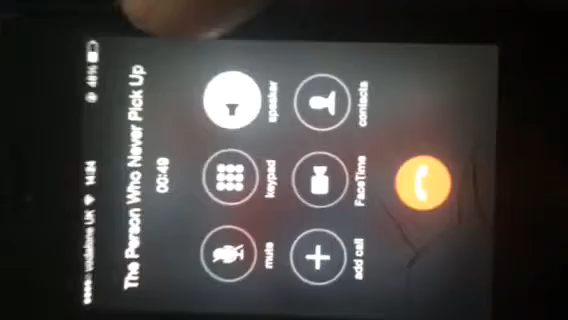 vodafone UK 14:24 48%
The Person Who Never Pick Up
00:49
mute keypad speaker
add call FaceTime contacts